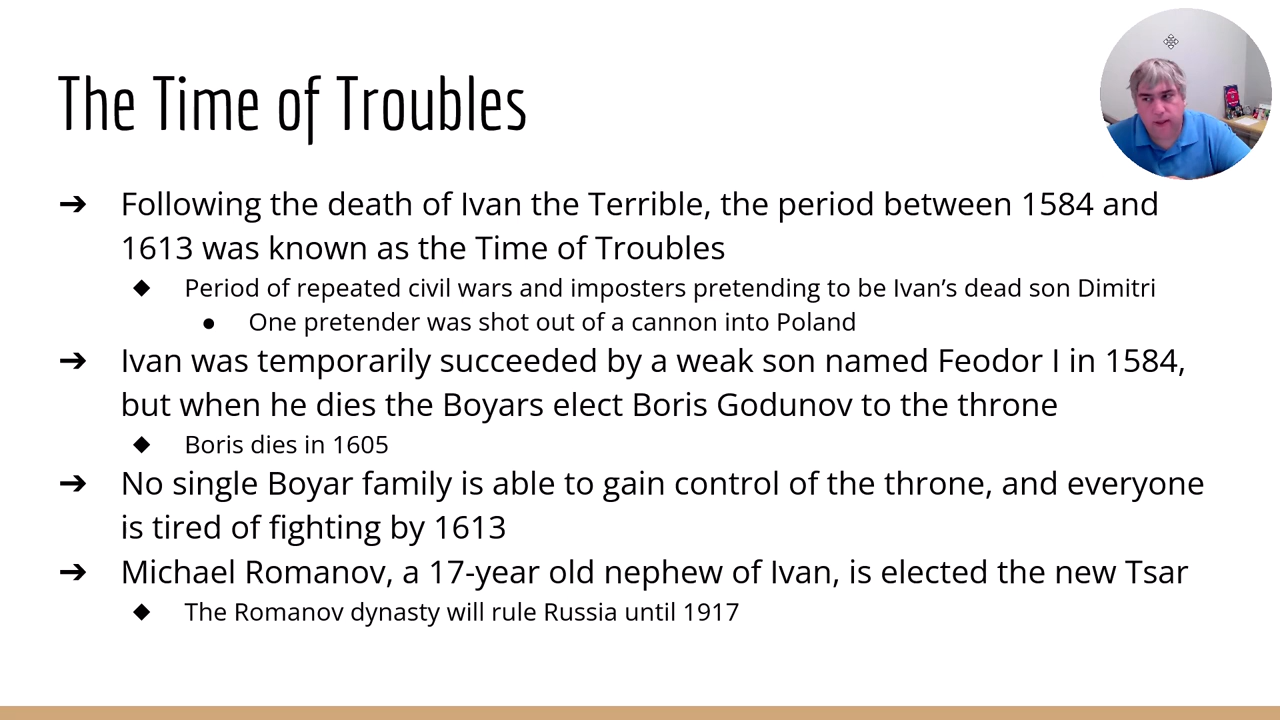 The Time of Troubles
➔ Following the death of Ivan the Terrible, the period between 1584 and
1613 was known as the Time of Troubles
◆ Period of repeated civil wars and imposters pretending to be Ivan’s dead son Dimitri
● One pretender was shot out of a cannon into Poland
➔ Ivan was temporarily succeeded by a weak son named Feodor I in 1584,
but when he dies the Boyars elect Boris Godunov to the throne
◆ Boris dies in 1605
➔ No single Boyar family is able to gain control of the throne, and everyone
is tired of fighting by 1613
➔ Michael Romanov, a 17-year old nephew of Ivan, is elected the new Tsar
◆ The Romanov dynasty will rule Russia until 1917